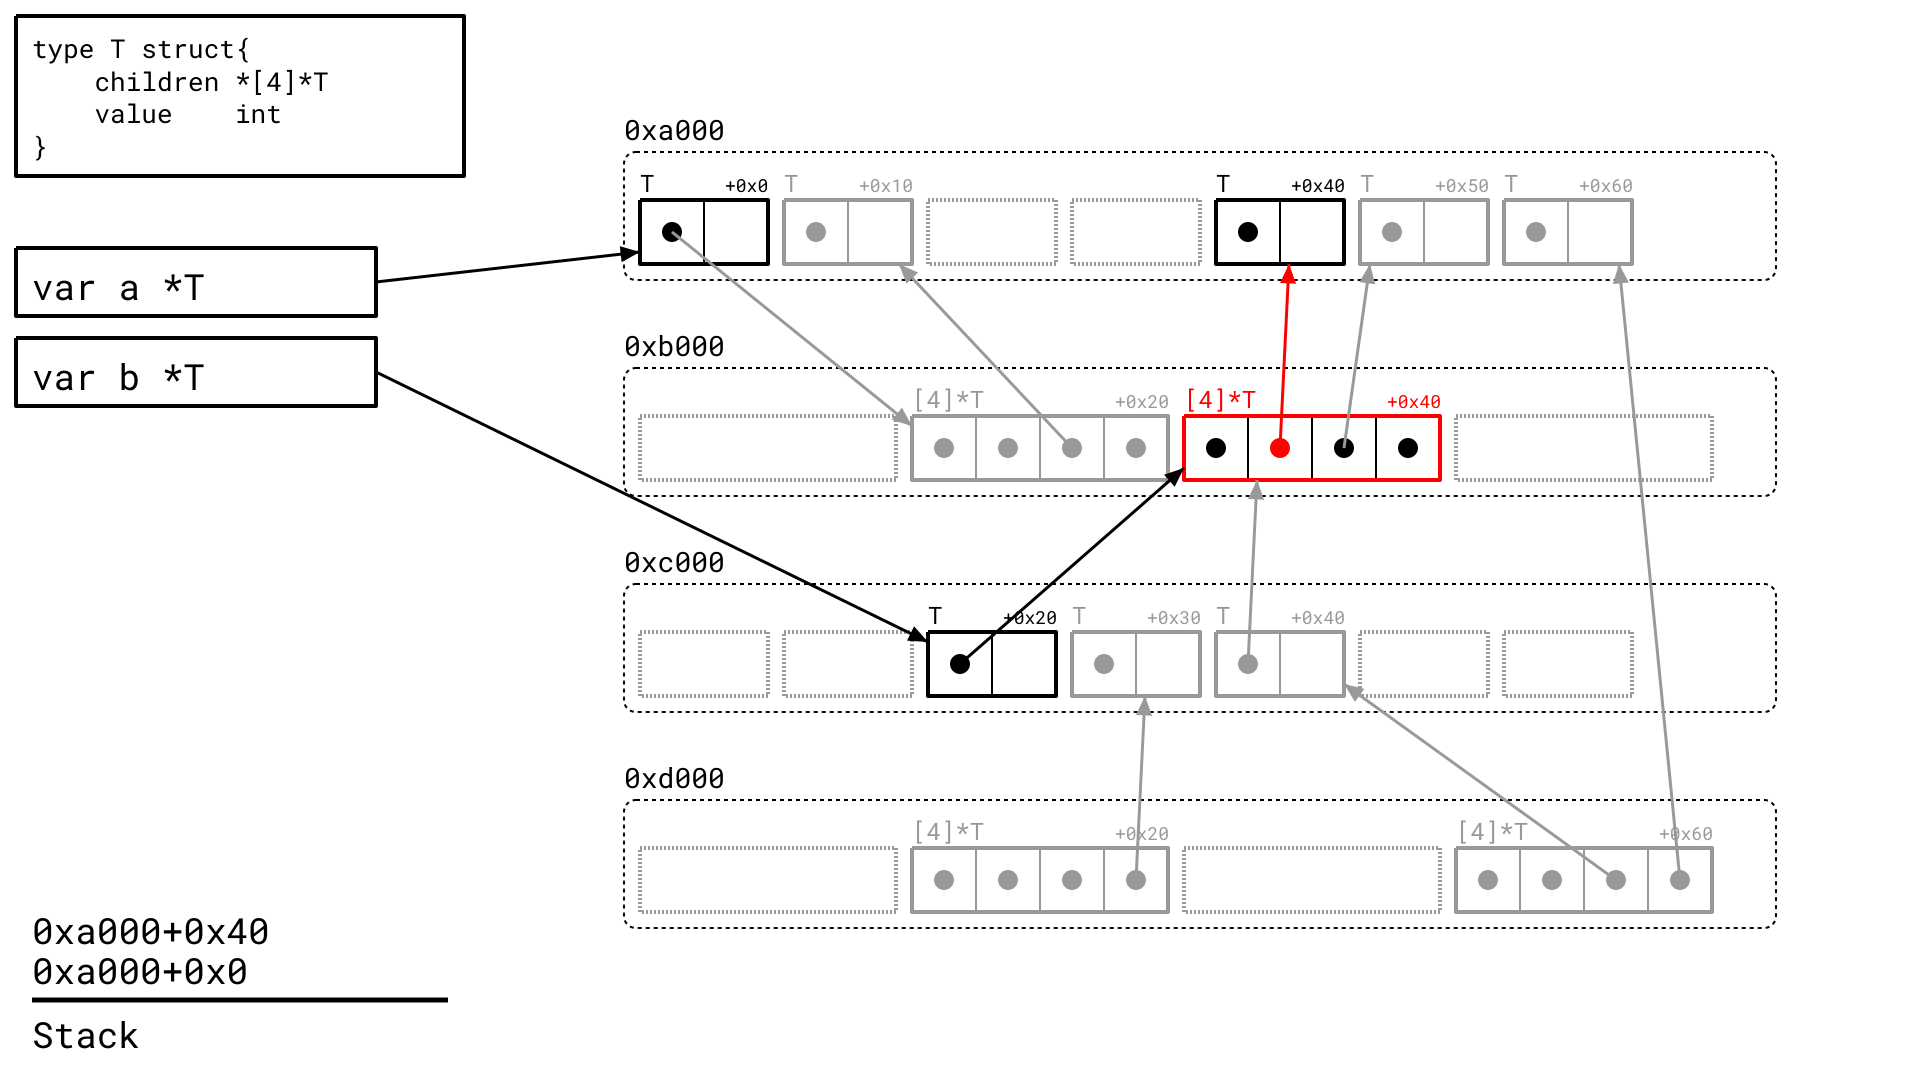 type T struct{
    children *[4]*T
    value    int
}
var a *T
var b *T
0xa000
T +0x0 T +0x10 T +0x40 T +0x50 T +0x60
0xb000
[4]*T +0x20 [4]*T +0x40
0xc000
T +0x20 T +0x30 T +0x40
0xd000
[4]*T +0x20 [4]*T +0x60
0xa000+0x40
0xa000+0x0
Stack